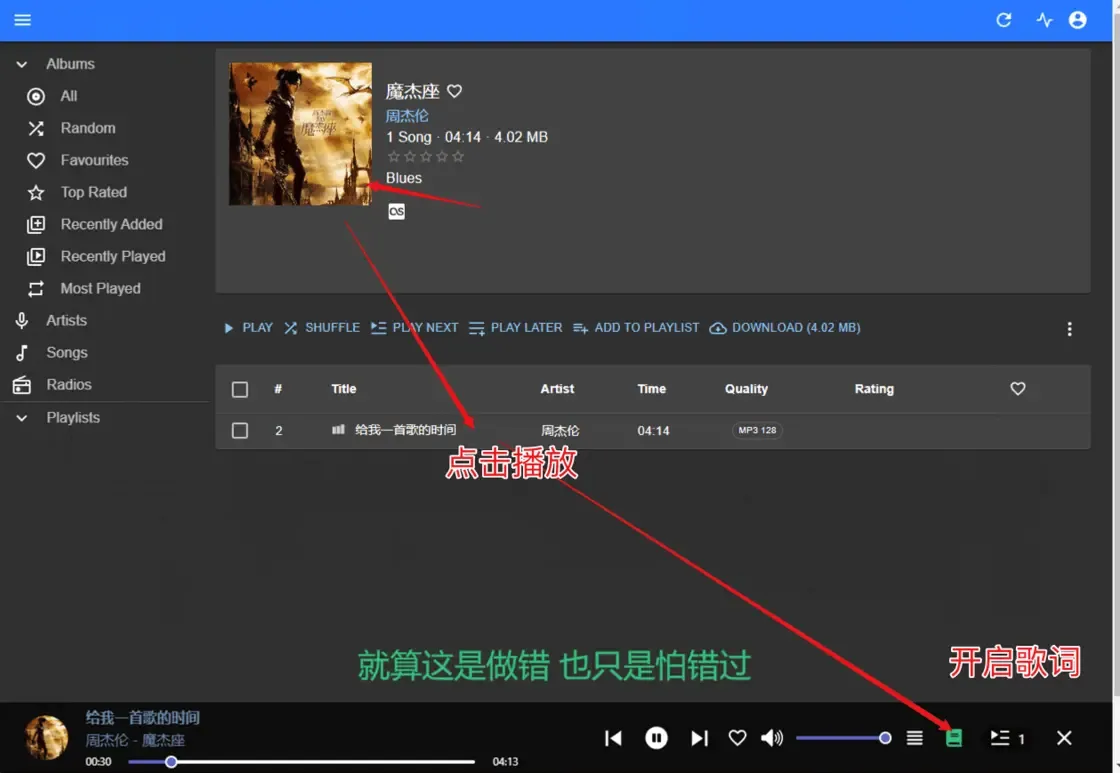 Albums
All
Random
Favourites
Top Rated
Recently Added
Recently Played
Most Played
Artists
Songs
Radios
Playlists
魔杰座
魔杰座
周杰伦
1 Song · 04:14 · 4.02 MB
Blues
OS
PLAY SHUFFLE PLAY NEXT PLAY LATER ADD TO PLAYLIST DOWNLOAD (4.02 MB)
# Title Artist Time Quality Rating
2 给我一首歌的时间 周杰伦 04:14 MP3 128
点击播放
就算这是做错 也只是怕错过
开启歌词
给我一首歌的时间
周杰伦 - 魔杰座
00:30 04:13
1